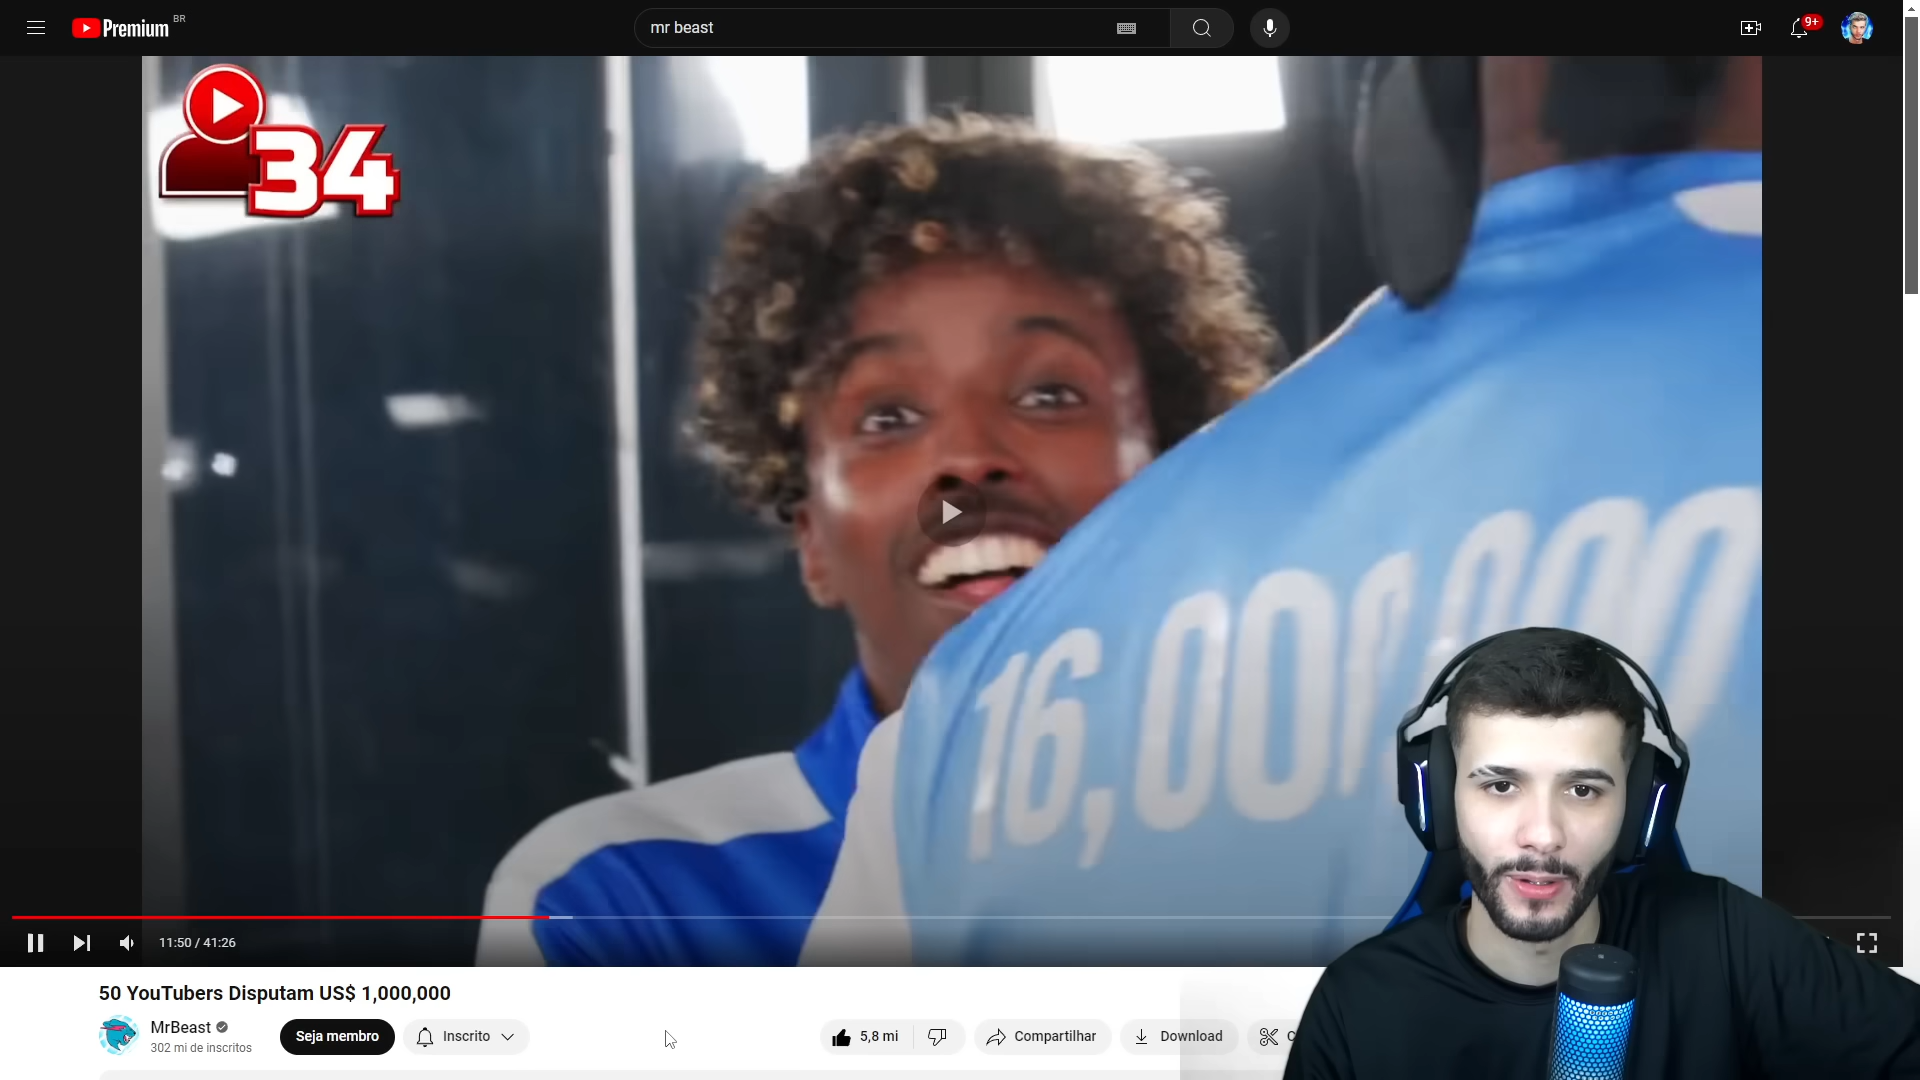 Premium BR
mr beast
9+
34
16,000,000
11:50 / 41:26
50 YouTubers Disputam US$ 1,000,000
MrBeast
302 mi de inscritos
Seja membro
Inscrito
5,8 mi
Compartilhar
Download
C